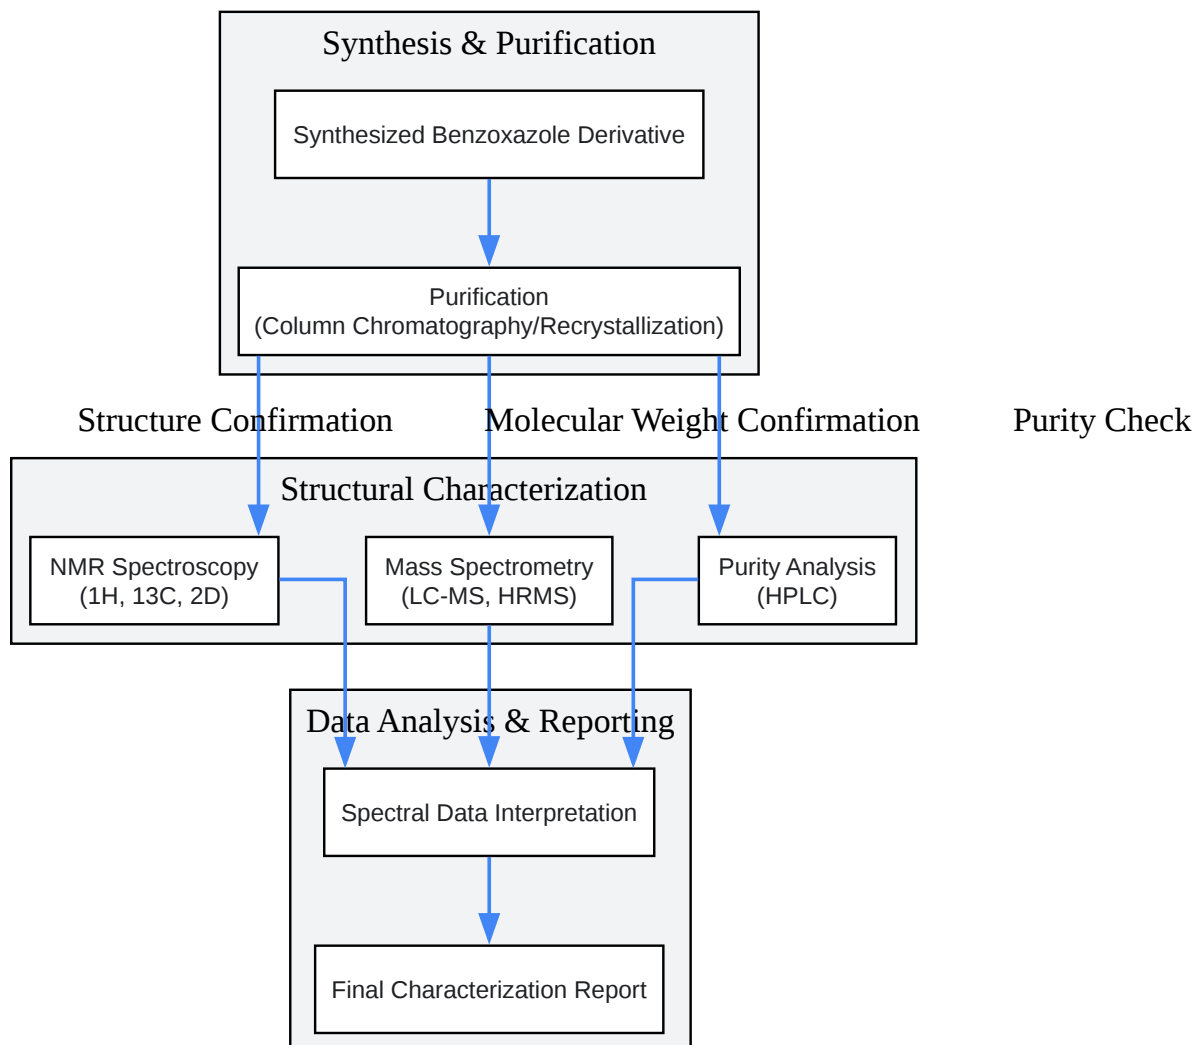 Synthesis & Purification
Synthesized Benzoxazole Derivative
Purification
(Column Chromatography/Recrystallization)
Structure Confirmation
Molecular Weight Confirmation
Purity Check
Structural Characterization
NMR Spectroscopy
(1H, 13C, 2D)
Mass Spectrometry
(LC-MS, HRMS)
Purity Analysis
(HPLC)
Data Analysis & Reporting
Spectral Data Interpretation
Final Characterization Report